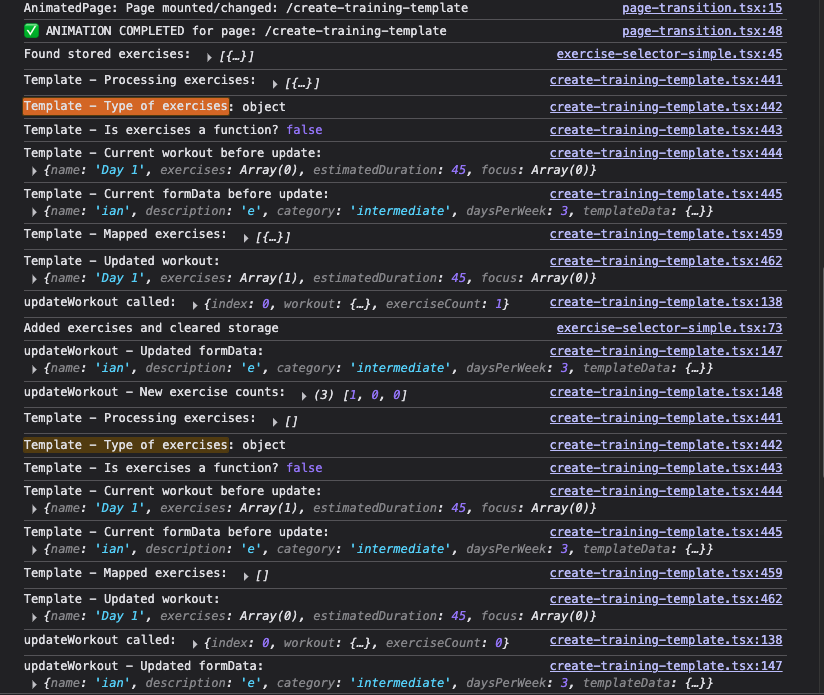 AnimatedPage: Page mounted/changed: /create-training-template page-transition.tsx:15
✅ ANIMATION COMPLETED for page: /create-training-template page-transition.tsx:48
Found stored exercises: ▶ [{…}] exercise-selector-simple.tsx:45
Template – Processing exercises: ▶ [{…}] create-training-template.tsx:441
Template – Type of exercises: object create-training-template.tsx:442
Template – Is exercises a function? false create-training-template.tsx:443
Template – Current workout before update: create-training-template.tsx:444
▶ {name: 'Day 1', exercises: Array(0), estimatedDuration: 45, focus: Array(0)}
Template – Current formData before update: create-training-template.tsx:445
▶ {name: 'ian', description: 'e', category: 'intermediate', daysPerWeek: 3, templateData: {…}}
Template – Mapped exercises: ▶ [{…}] create-training-template.tsx:459
Template – Updated workout: create-training-template.tsx:462
▶ {name: 'Day 1', exercises: Array(1), estimatedDuration: 45, focus: Array(0)}
updateWorkout called: ▶ {index: 0, workout: {…}, exerciseCount: 1} create-training-template.tsx:138
Added exercises and cleared storage exercise-selector-simple.tsx:73
updateWorkout – Updated formData: create-training-template.tsx:147
▶ {name: 'ian', description: 'e', category: 'intermediate', daysPerWeek: 3, templateData: {…}}
updateWorkout – New exercise counts: ▶ (3) [1, 0, 0] create-training-template.tsx:148
Template – Processing exercises: ▶ [] create-training-template.tsx:441
Template – Type of exercises: object create-training-template.tsx:442
Template – Is exercises a function? false create-training-template.tsx:443
Template – Current workout before update: create-training-template.tsx:444
▶ {name: 'Day 1', exercises: Array(1), estimatedDuration: 45, focus: Array(0)}
Template – Current formData before update: create-training-template.tsx:445
▶ {name: 'ian', description: 'e', category: 'intermediate', daysPerWeek: 3, templateData: {…}}
Template – Mapped exercises: ▶ [] create-training-template.tsx:459
Template – Updated workout: create-training-template.tsx:462
▶ {name: 'Day 1', exercises: Array(0), estimatedDuration: 45, focus: Array(0)}
updateWorkout called: ▶ {index: 0, workout: {…}, exerciseCount: 0} create-training-template.tsx:138
updateWorkout – Updated formData: create-training-template.tsx:147
▶ {name: 'ian', description: 'e', category: 'intermediate', daysPerWeek: 3, templateData: {…}}